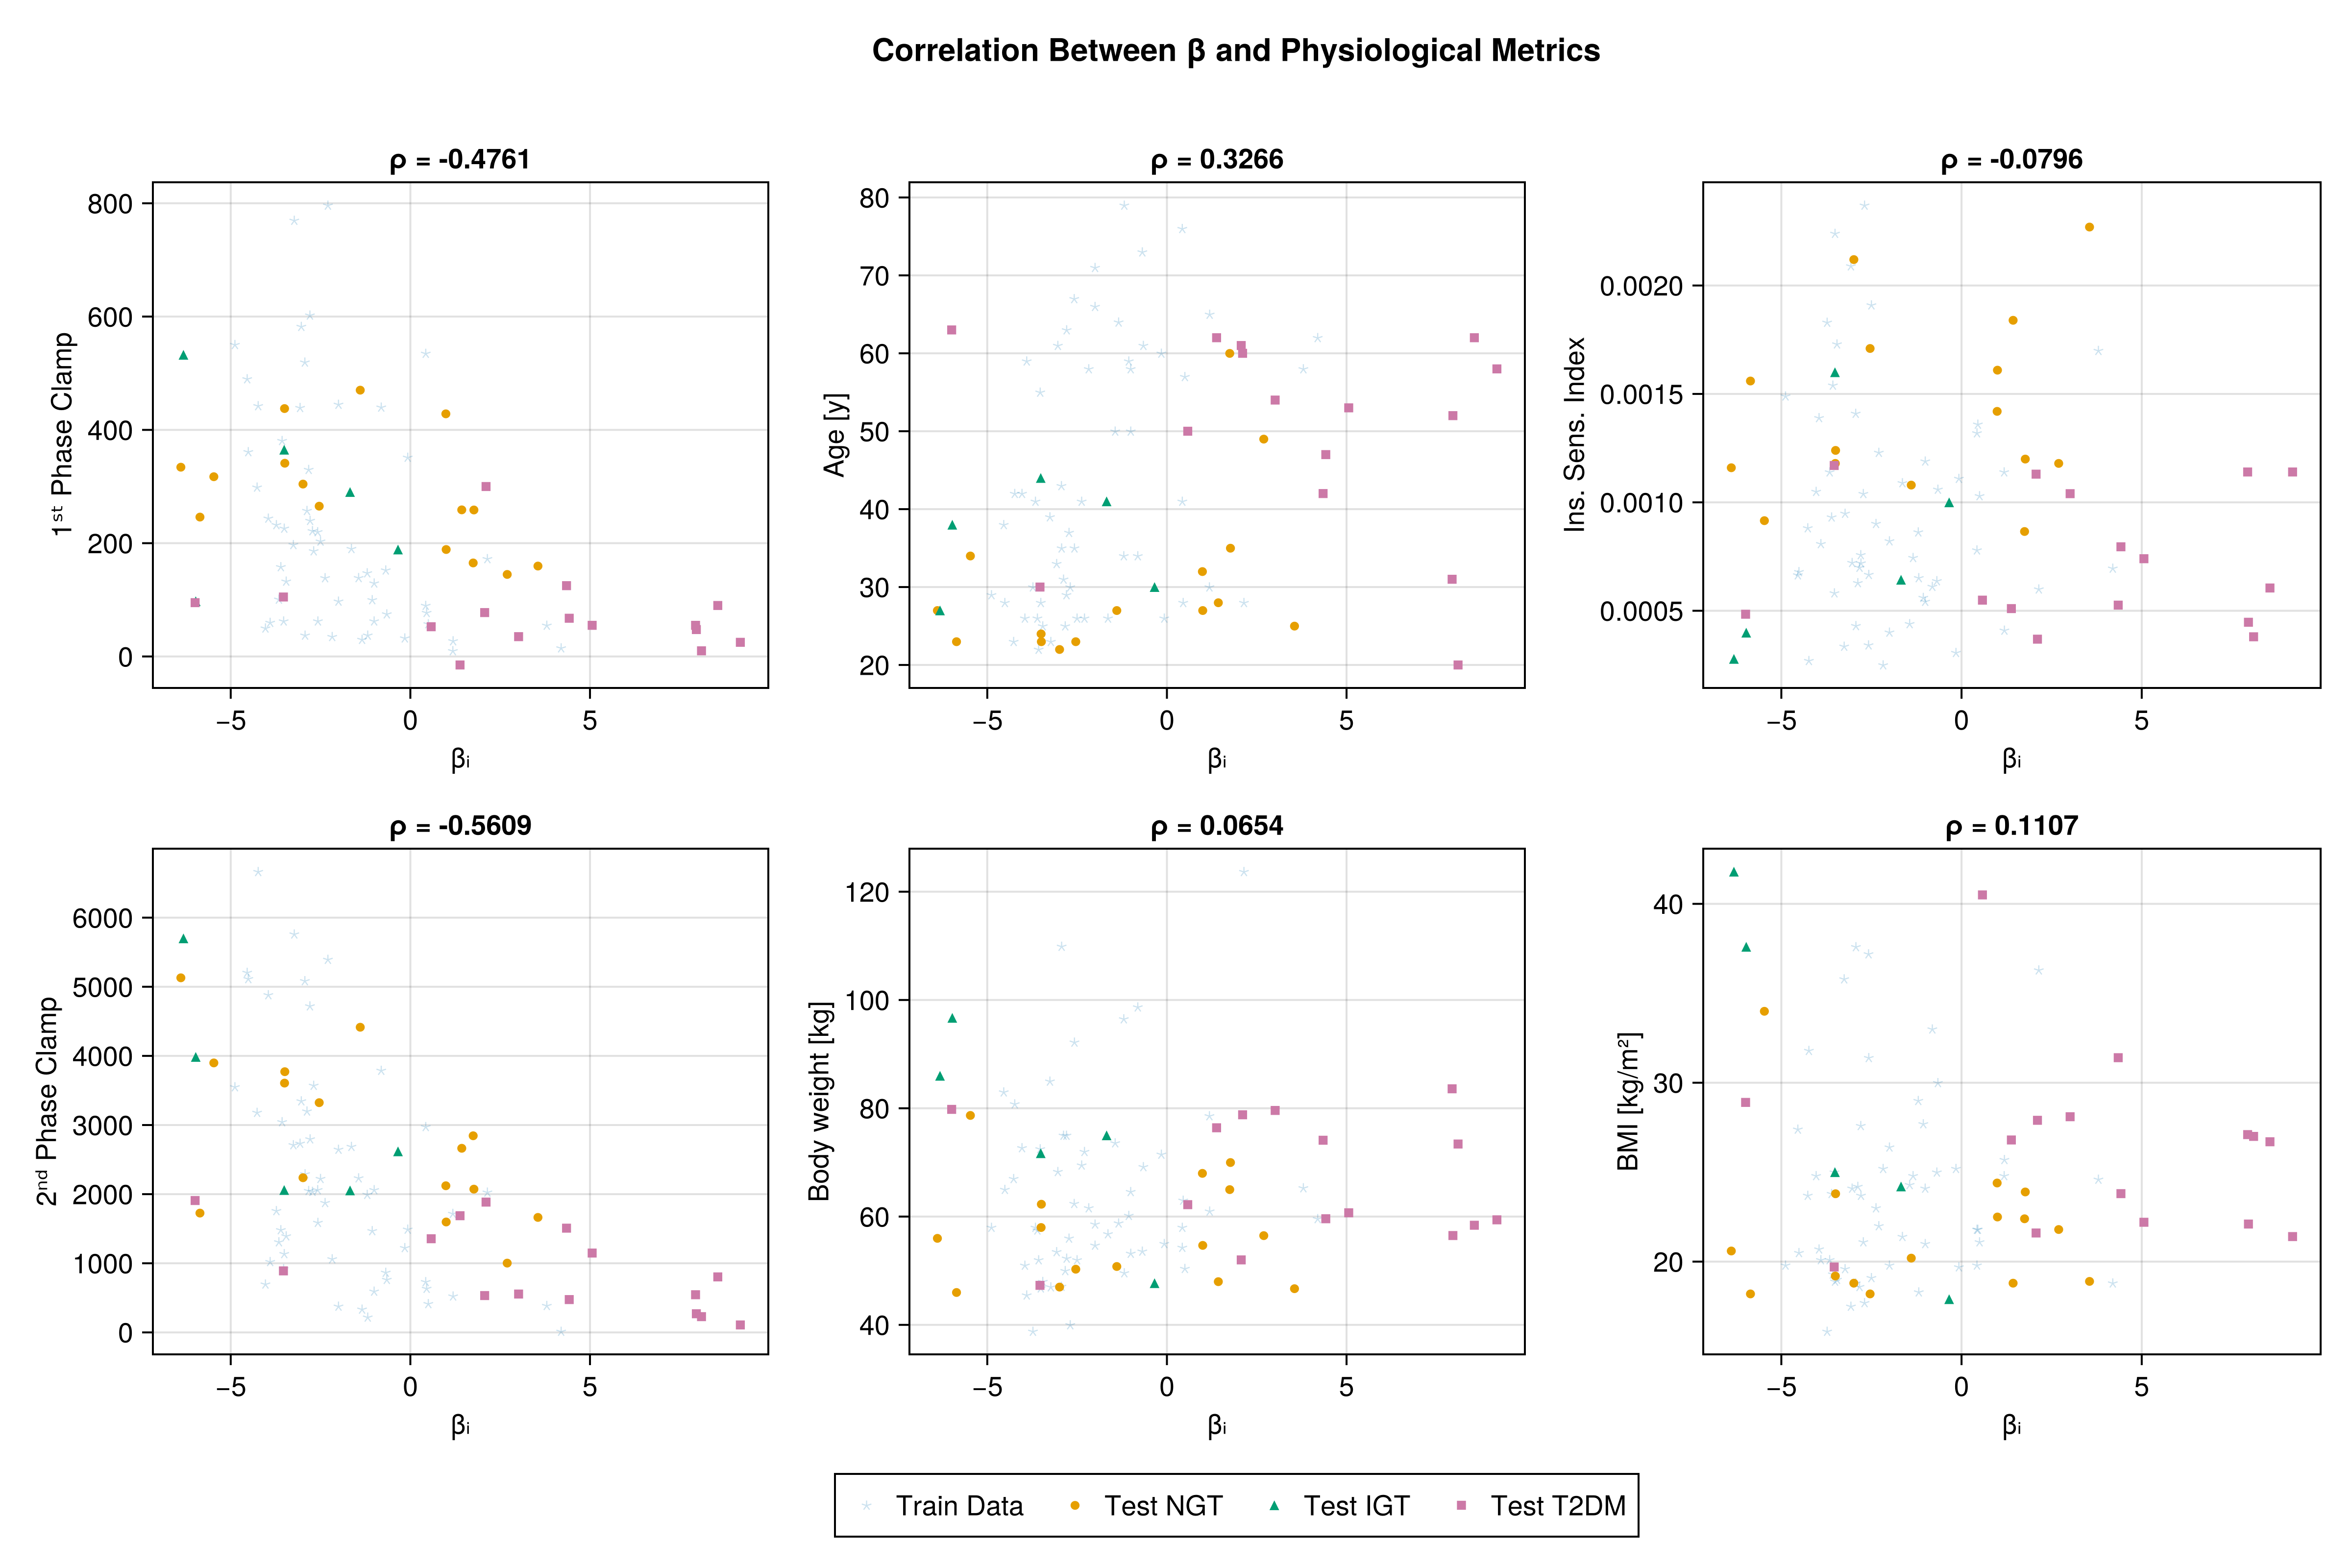 Correlation Between β and Physiological Metrics
ρ = -0.4761
800
600
400
200
0
1ˢᵗ Phase Clamp
−5
0
5
βᵢ
ρ = 0.3266
80
70
60
50
40
30
20
Age [y]
−5
0
5
βᵢ
ρ = -0.0796
0.0020
0.0015
0.0010
0.0005
Ins. Sens. Index
−5
0
5
βᵢ
ρ = -0.5609
6000
5000
4000
3000
2000
1000
0
2ⁿᵈ Phase Clamp
−5
0
5
βᵢ
ρ = 0.0654
120
100
80
60
40
Body weight [kg]
−5
0
5
βᵢ
ρ = 0.1107
40
30
20
BMI [kg/m²]
−5
0
5
βᵢ
Train Data
Test NGT
Test IGT
Test T2DM